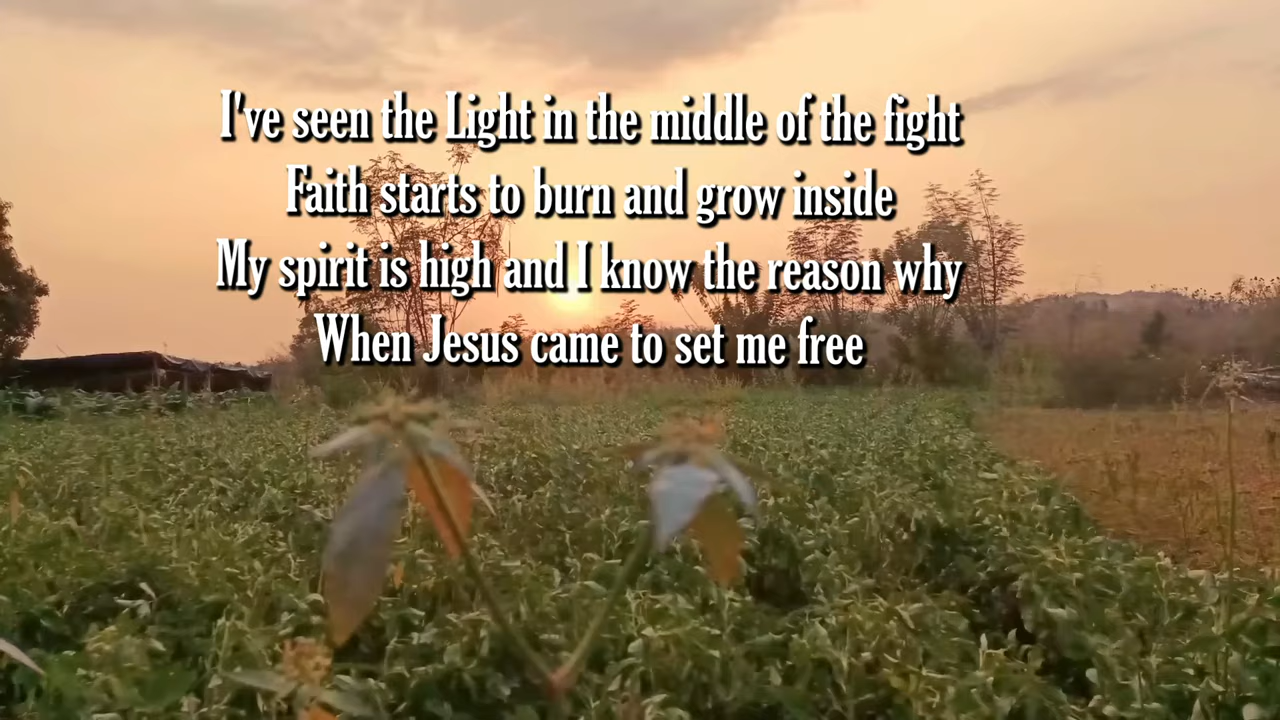 I've seen the Light in the middle of the fight
Faith starts to burn and grow inside
My spirit is high and I know the reason why
When Jesus came to set me free